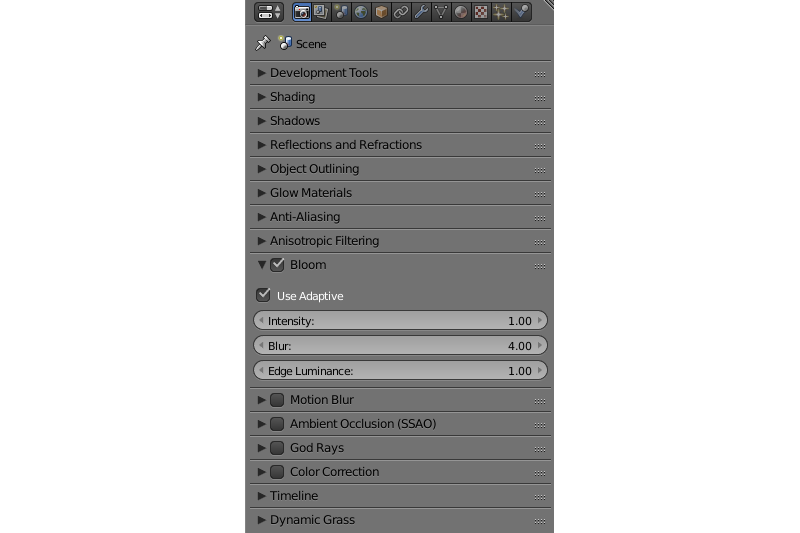 Scene
Development Tools
Shading
Shadows
Reflections and Refractions
Object Outlining
Glow Materials
Anti-Aliasing
Anisotropic Filtering
Bloom
Use Adaptive
Intensity: 1.00
Blur: 4.00
Edge Luminance: 1.00
Motion Blur
Ambient Occlusion (SSAO)
God Rays
Color Correction
Timeline
Dynamic Grass